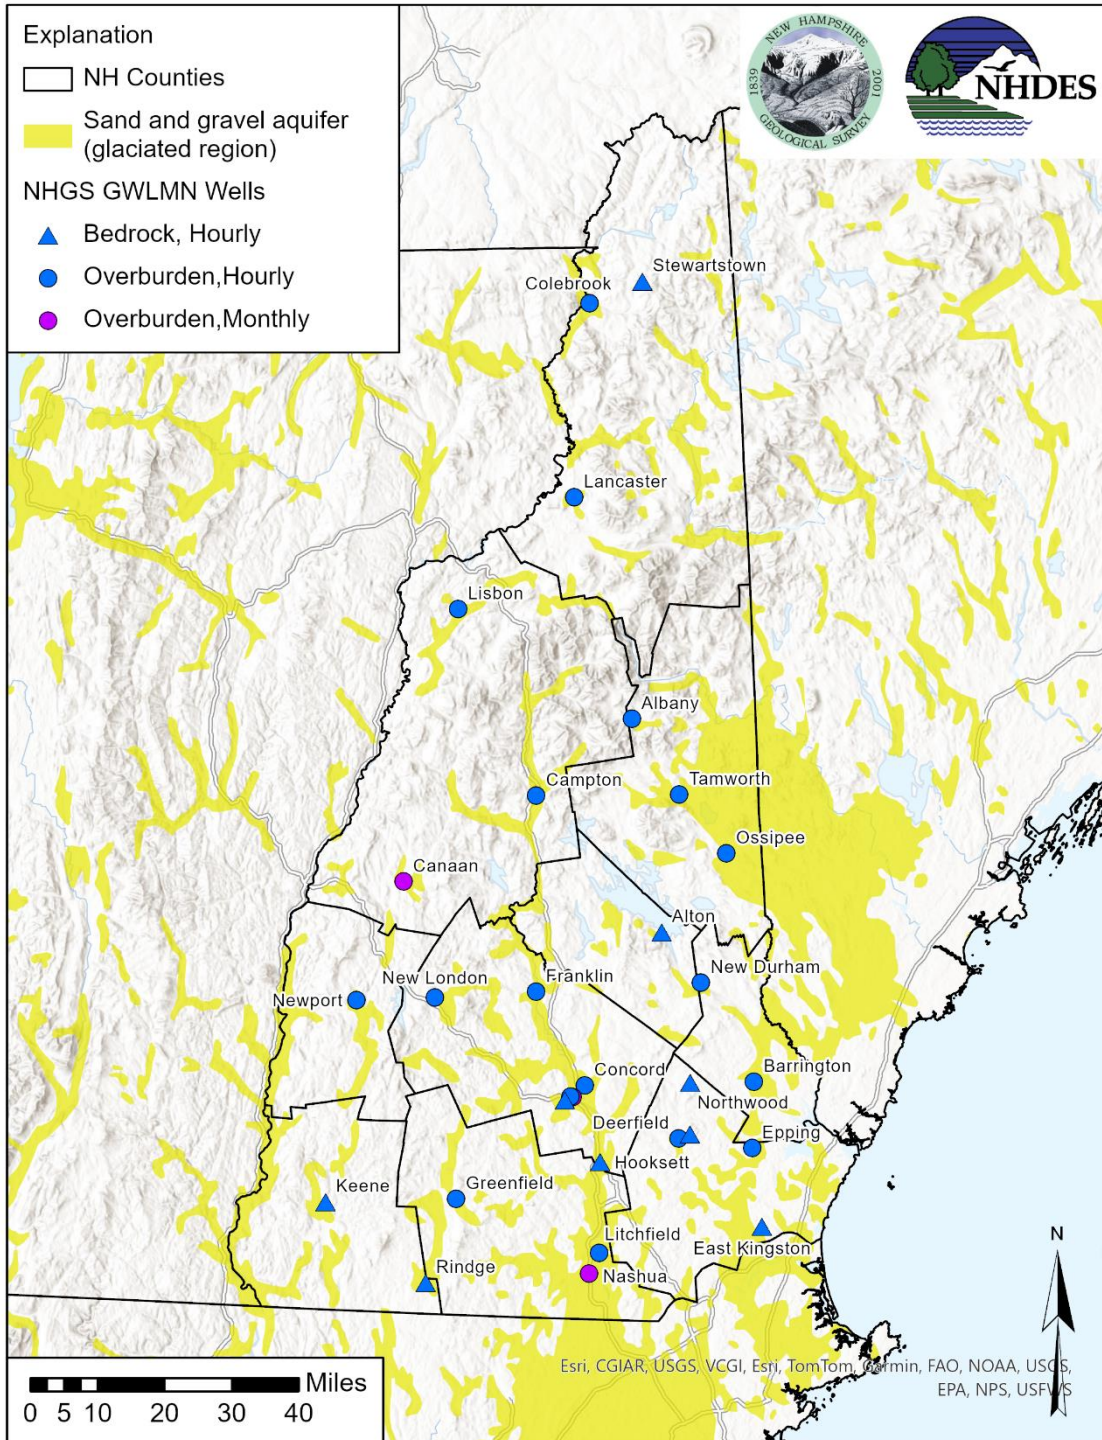 Explanation
NH Counties
Sand and gravel aquifer
(glaciated region)
NHGS GWLMN Wells
Bedrock, Hourly
Overburden,Hourly
Overburden,Monthly
NEW HAMPSHIRE
1839
2001
GEOLOGICAL SURVEY
NHDES
Stewartstown
Colebrook
Lancaster
Lisbon
Albany
Campton
Tamworth
Ossipee
Canaan
Alton
New London
Franklin
New Durham
Newport
Concord
Barrington
Northwood
Deerfield
Epping
Hooksett
Keene
Greenfield
Litchfield
East Kingston
Rindge
Nashua
N
Miles
0 5 10 20 30 40
Esri, CGIAR, USGS, VCGI, Esri, TomTom, Garmin, FAO, NOAA, USGS,
EPA, NPS, USFWS